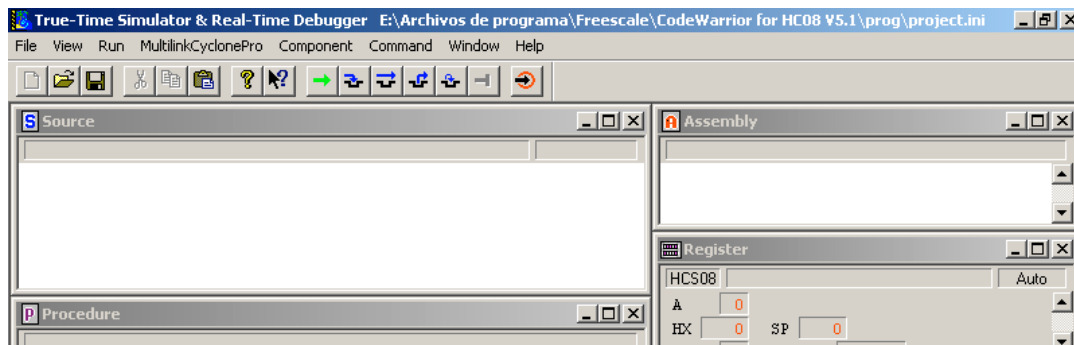 True-Time Simulator & Real-Time Debugger E:\Archivos de programa\Freescale\CodeWarrior for HC08 V5.1\prog\project.ini
File View Run MultilinkCyclonePro Component Command Window Help
S Source
A Assembly
Register
HCS08 Auto
A 0
HX 0 SP 0
P Procedure